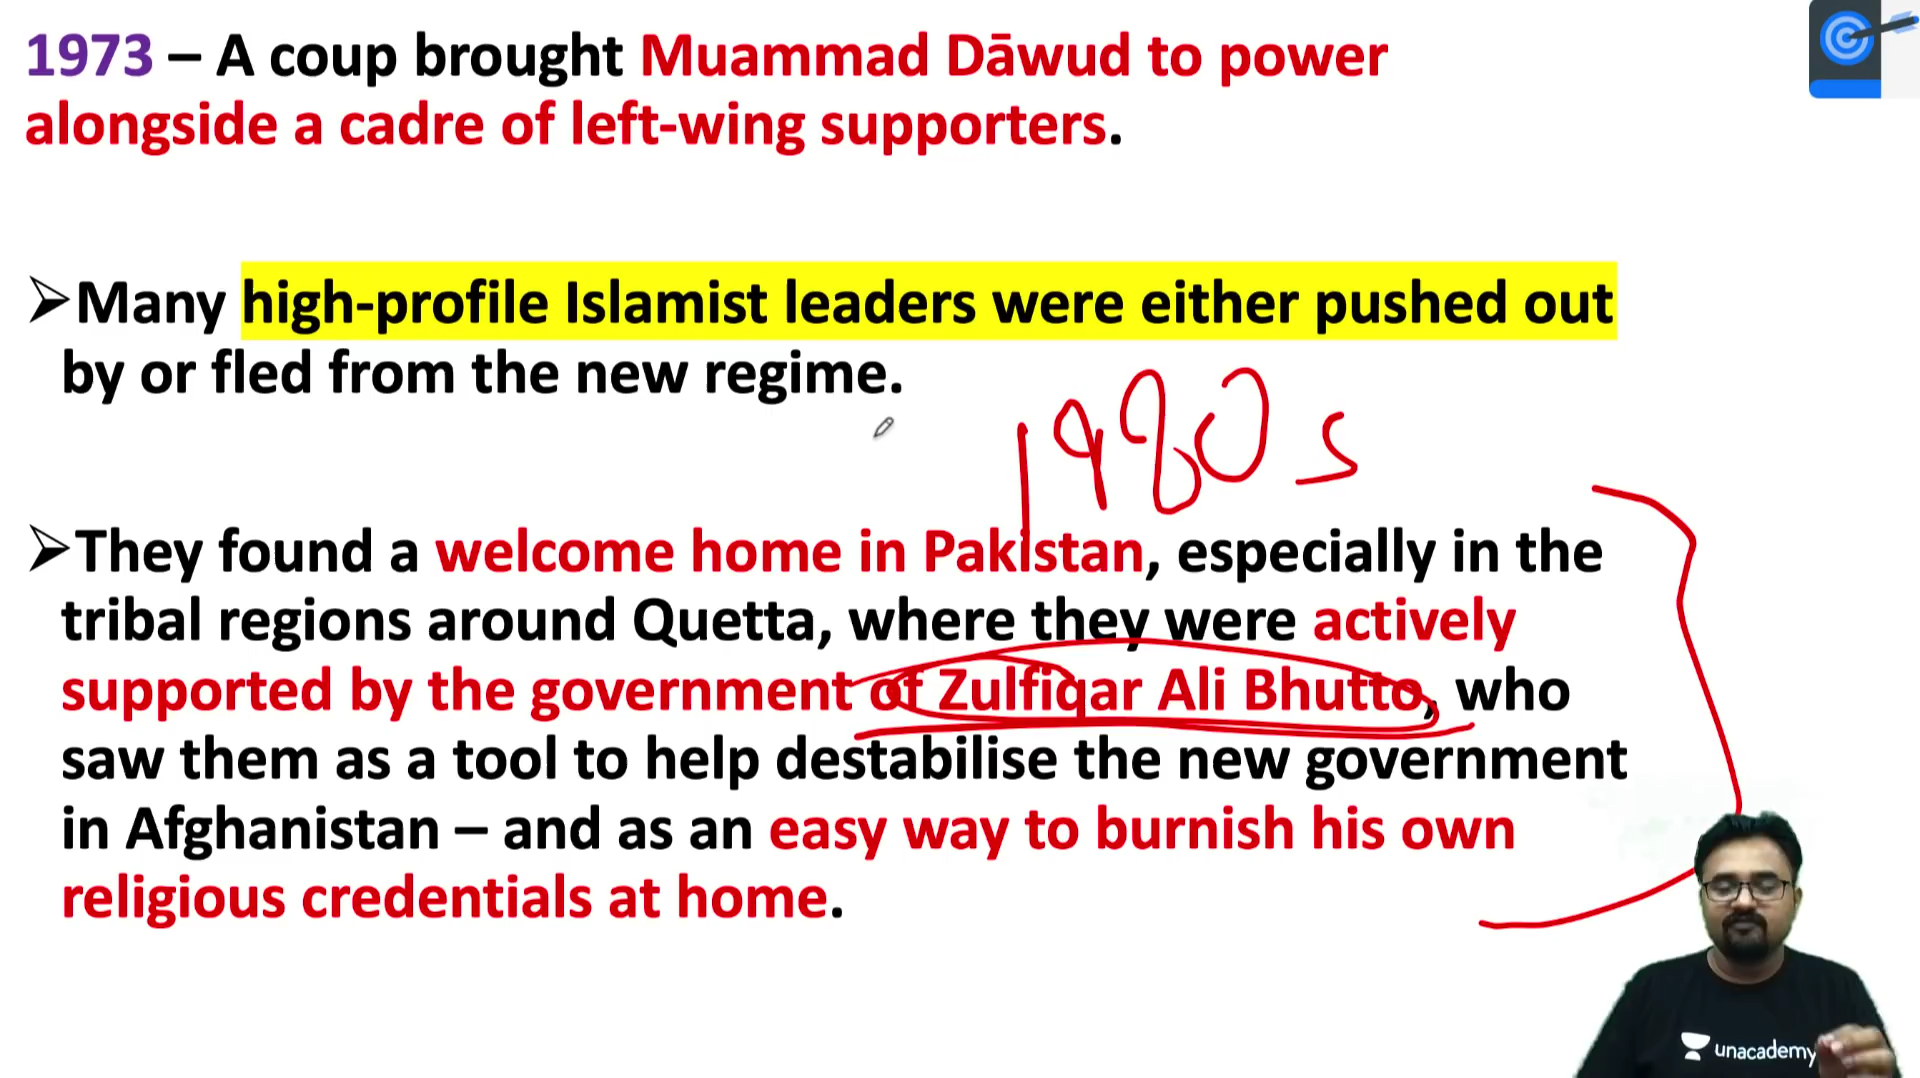 1973 – A coup brought Muammad Dāwud to power
alongside a cadre of left-wing supporters.
➢Many high-profile Islamist leaders were either pushed out
by or fled from the new regime.
1980s
➢They found a welcome home in Pakistan, especially in the
tribal regions around Quetta, where they were actively
supported by the government of Zulfiqar Ali Bhutto, who
saw them as a tool to help destabilise the new government
in Afghanistan – and as an easy way to burnish his own
religious credentials at home.
unacademy